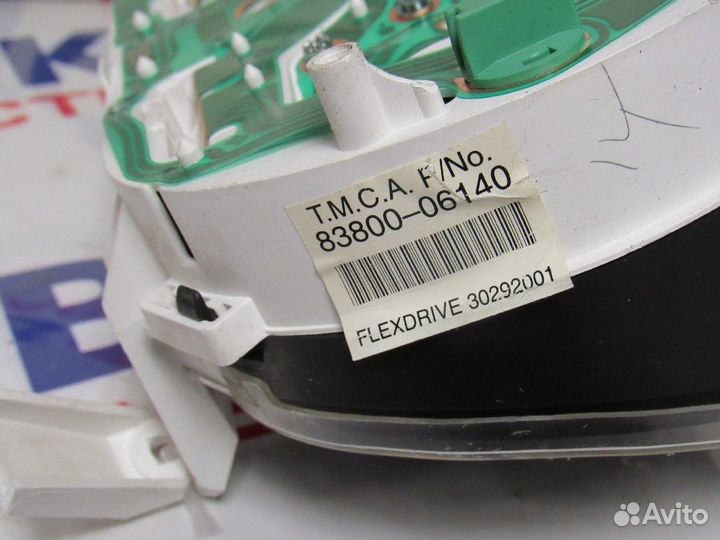 T.M.C.A. P/No.
83800-06140
FLEXDRIVE 30292001
Avito